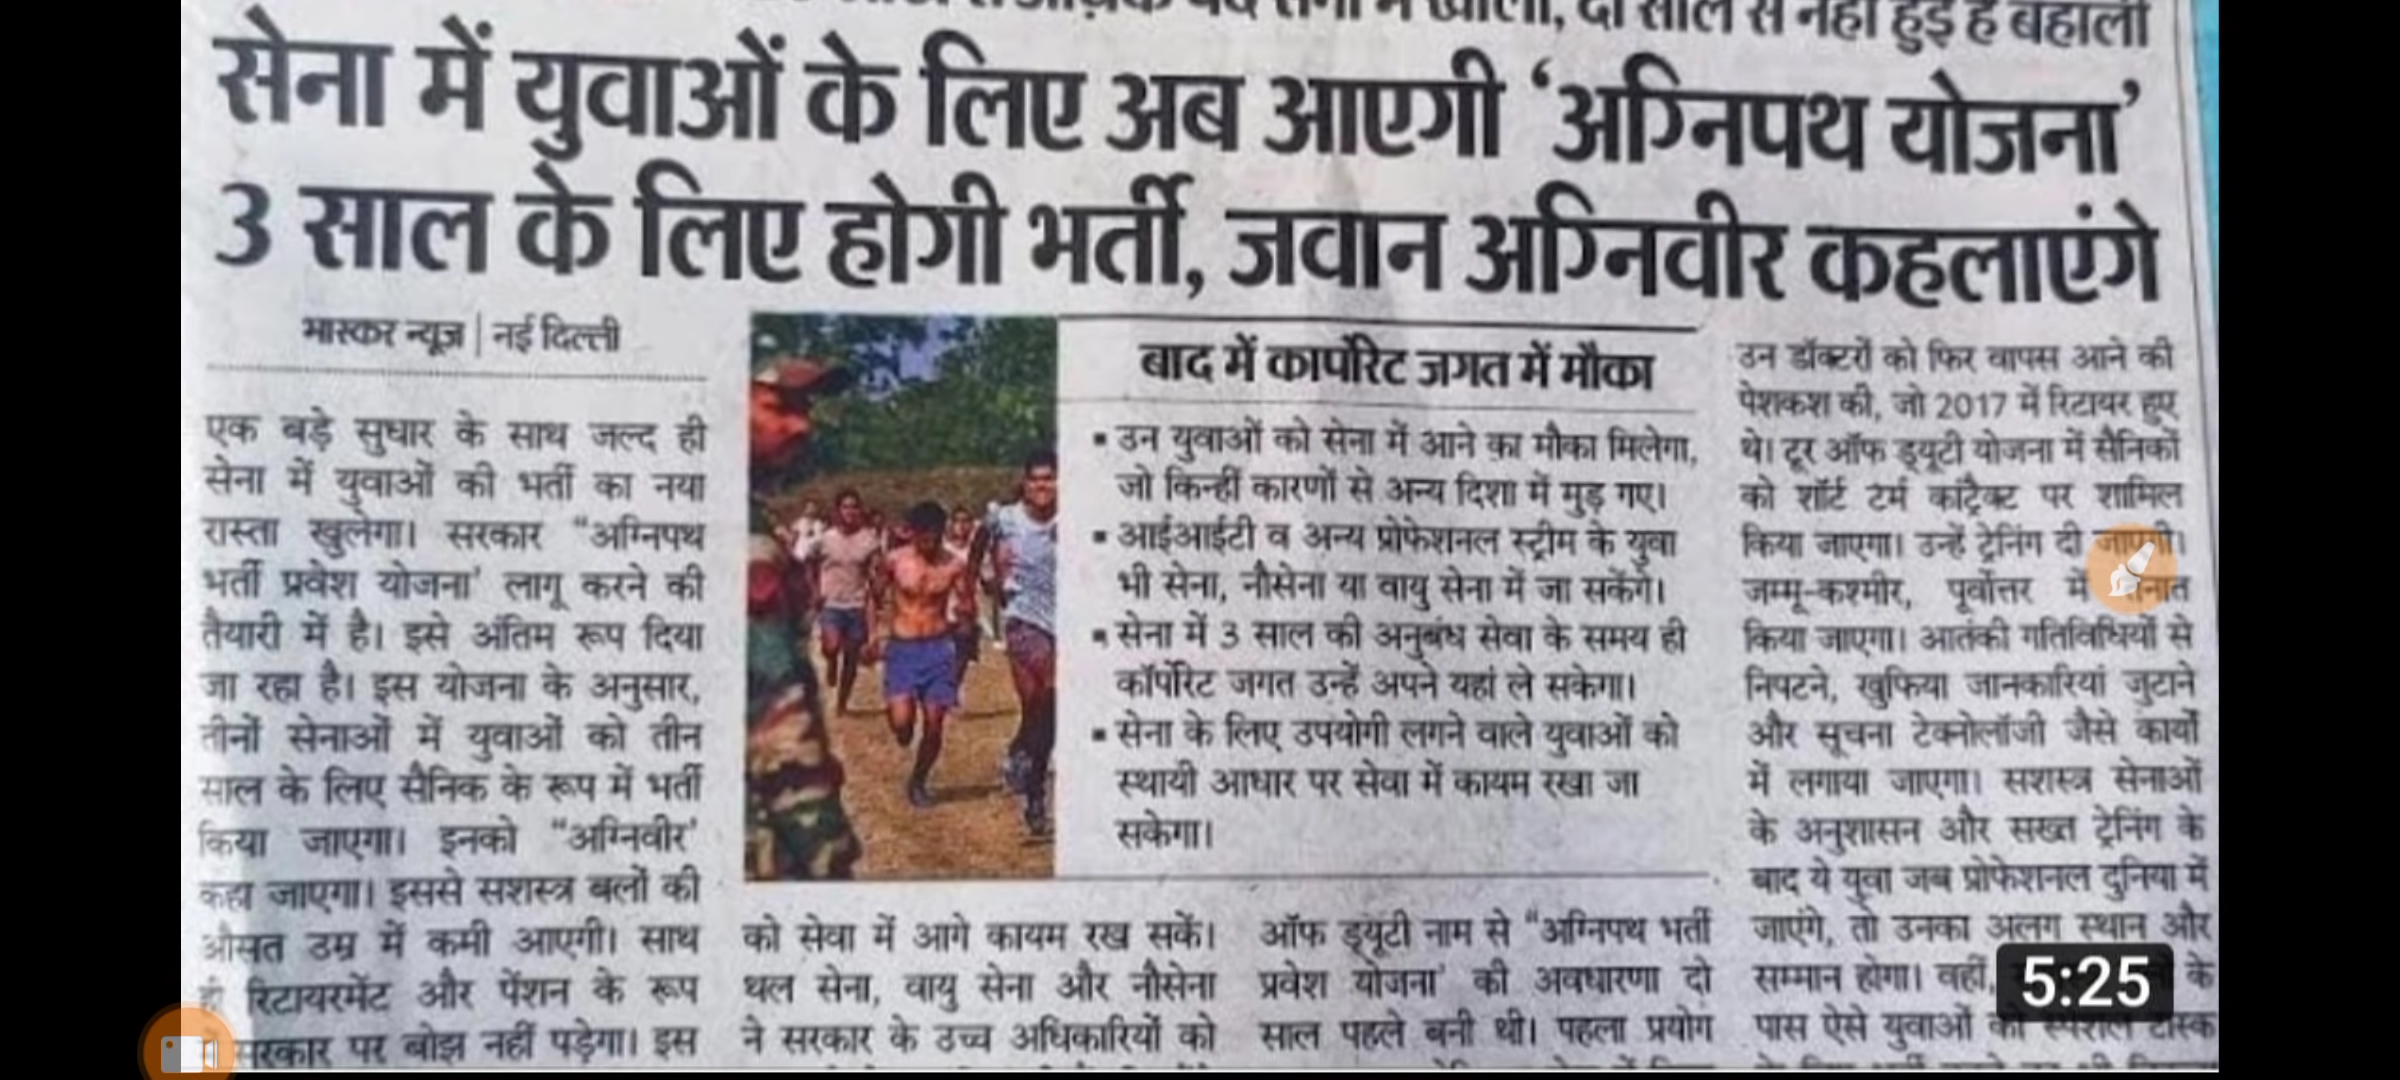 पद सेना में खाली, दो साल से नहीं हुई है बहाली
सेना में युवाओं के लिए अब आएगी ‘अग्निपथ योजना’
3 साल के लिए होगी भर्ती, जवान अग्निवीर कहलाएंगे
भास्कर न्यूज | नई दिल्ली
एक बड़े सुधार के साथ जल्द ही
सेना में युवाओं की भर्ती का नया
रास्ता खुलेगा। सरकार “अग्निपथ
भर्ती प्रवेश योजना’ लागू करने की
तैयारी में है। इसे अंतिम रूप दिया
जा रहा है। इस योजना के अनुसार,
तीनों सेनाओं में युवाओं को तीन
साल के लिए सैनिक के रूप में भर्ती
किया जाएगा। इनको “अग्निवीर’
कहा जाएगा। इससे सशस्त्र बलों की
औसत उम्र में कमी आएगी। साथ
ही रिटायरमेंट और पेंशन के रूप
सरकार पर बोझ नहीं पड़ेगा। इस
बाद में कार्पोरेट जगत में मौका
▪ उन युवाओं को सेना में आने का मौका मिलेगा,
जो किन्हीं कारणों से अन्य दिशा में मुड़ गए।
▪ आईआईटी व अन्य प्रोफेशनल स्ट्रीम के युवा
भी सेना, नौसेना या वायु सेना में जा सकेंगे।
▪ सेना में 3 साल की अनुबंध सेवा के समय ही
कॉर्पोरेट जगत उन्हें अपने यहां ले सकेगा।
▪ सेना के लिए उपयोगी लगने वाले युवाओं को
स्थायी आधार पर सेवा में कायम रखा जा
सकेगा।
को सेवा में आगे कायम रख सकें।
थल सेना, वायु सेना और नौसेना
ने सरकार के उच्च अधिकारियों को
ऑफ ड्यूटी नाम से “अग्निपथ भर्ती
प्रवेश योजना’ की अवधारणा दो
साल पहले बनी थी। पहला प्रयोग
उन डॉक्टरों को फिर वापस आने की
पेशकश की, जो 2017 में रिटायर हुए
थे। टूर ऑफ ड्यूटी योजना में सैनिकों
को शॉर्ट टर्म कांट्रैक्ट पर शामिल
किया जाएगा। उन्हें ट्रेनिंग दी जाएगी।
जम्मू-कश्मीर, पूर्वोत्तर में तैनात
किया जाएगा। आतंकी गतिविधियों से
निपटने, खुफिया जानकारियां जुटाने
और सूचना टेक्नोलॉजी जैसे कार्यों
में लगाया जाएगा। सशस्त्र सेनाओं
के अनुशासन और सख्त ट्रेनिंग के
बाद ये युवा जब प्रोफेशनल दुनिया में
जाएंगे, तो उनका अलग स्थान और
सम्मान होगा। वहीं, के
पास ऐसे युवाओं को स्पेशल टास्क
5:25